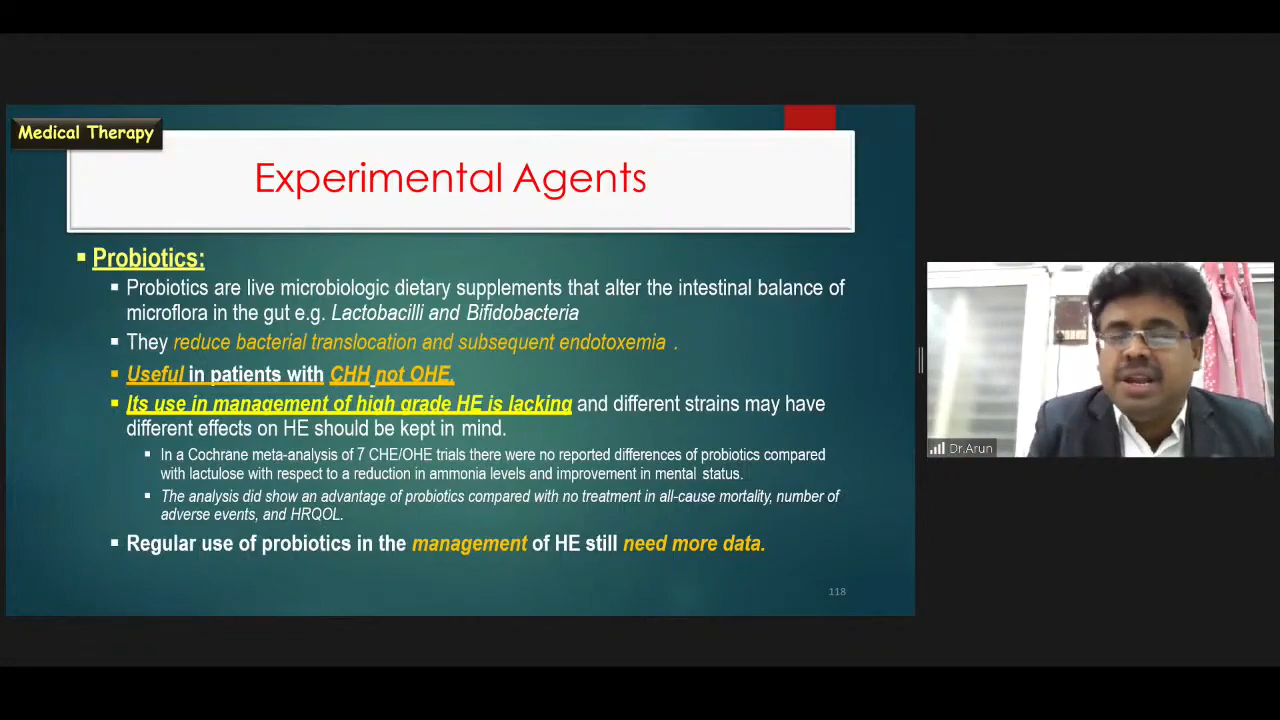 Medical Therapy
Experimental Agents
Probiotics:
Probiotics are live microbiologic dietary supplements that alter the intestinal balance of
microflora in the gut e.g. Lactobacilli and Bifidobacteria
They reduce bacterial translocation and subsequent endotoxemia .
Useful in patients with CHH not OHE.
Its use in management of high grade HE is lacking and different strains may have
different effects on HE should be kept in mind.
In a Cochrane meta-analysis of 7 CHE/OHE trials there were no reported differences of probiotics compared
with lactulose with respect to a reduction in ammonia levels and improvement in mental status.
The analysis did show an advantage of probiotics compared with no treatment in all-cause mortality, number of
adverse events, and HRQOL.
Regular use of probiotics in the management of HE still need more data.
118
Dr.Arun